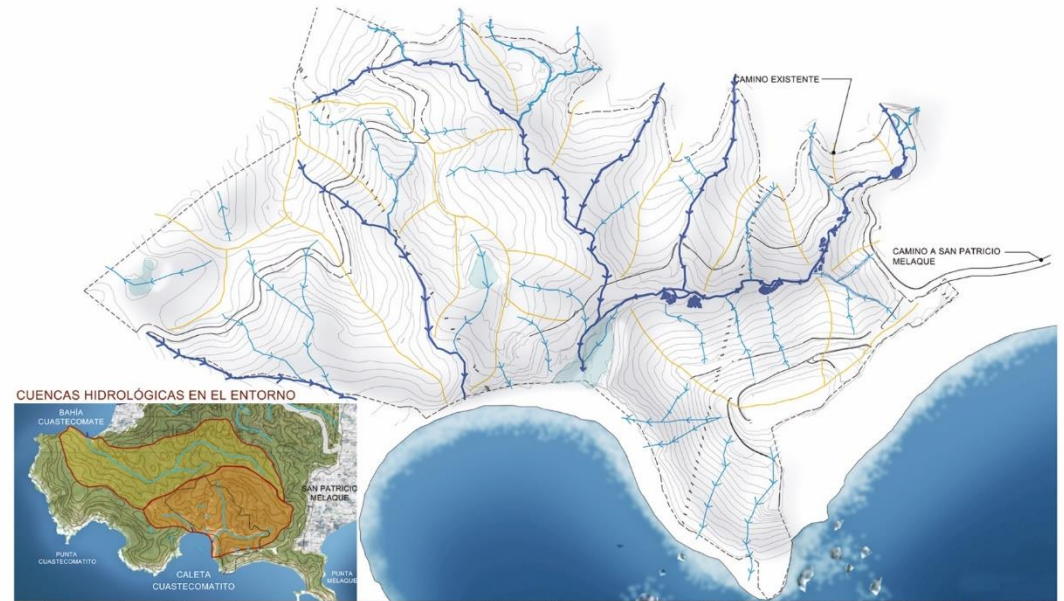 CAMINO EXISTENTE
CAMINO A SAN PATRICIO
MELAQUE
CUENCAS HIDROLÓGICAS EN EL ENTORNO
BAHÍA
CUASTECOMATE
SAN PATRICIO
MELAQUE
PUNTA
CUASTECOMATITO
CALETA
CUASTECOMATITO
PUNTA
MELAQUE